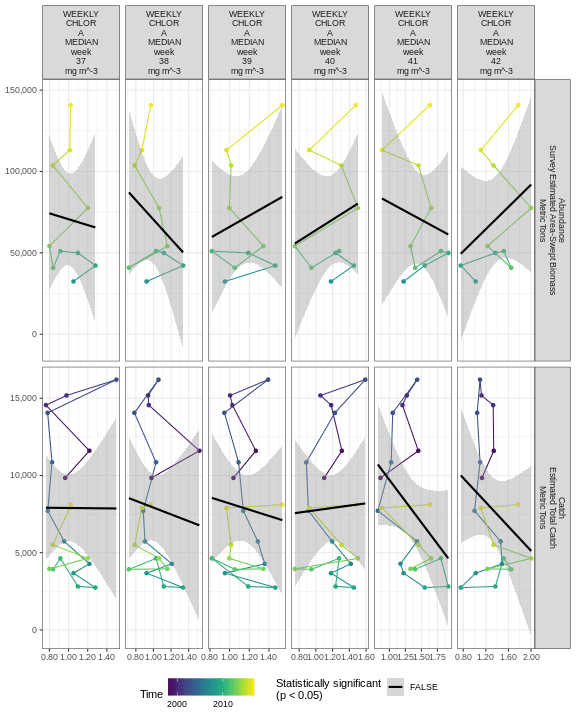 WEEKLY
CHLOR
A
MEDIAN
week
37
mg m^-3
WEEKLY
CHLOR
A
MEDIAN
week
38
mg m^-3
WEEKLY
CHLOR
A
MEDIAN
week
39
mg m^-3
WEEKLY
CHLOR
A
MEDIAN
week
40
mg m^-3
WEEKLY
CHLOR
A
MEDIAN
week
41
mg m^-3
WEEKLY
CHLOR
A
MEDIAN
week
42
mg m^-3
150,000
100,000
50,000
0
Abundance
Survey Estimated Area-Swept Biomass
Metric Tons
15,000
10,000
5,000
0
Catch
Estimated Total Catch
Metric Tons
0.80 1.00 1.20 1.40
0.80 1.00 1.20 1.40
0.80 1.00 1.20 1.40
0.80 1.00 1.20 1.40 1.60
1.00 1.25 1.50 1.75
0.80 1.20 1.60 2.00
Time
2000 2010
Statistically significant
(p < 0.05)
FALSE